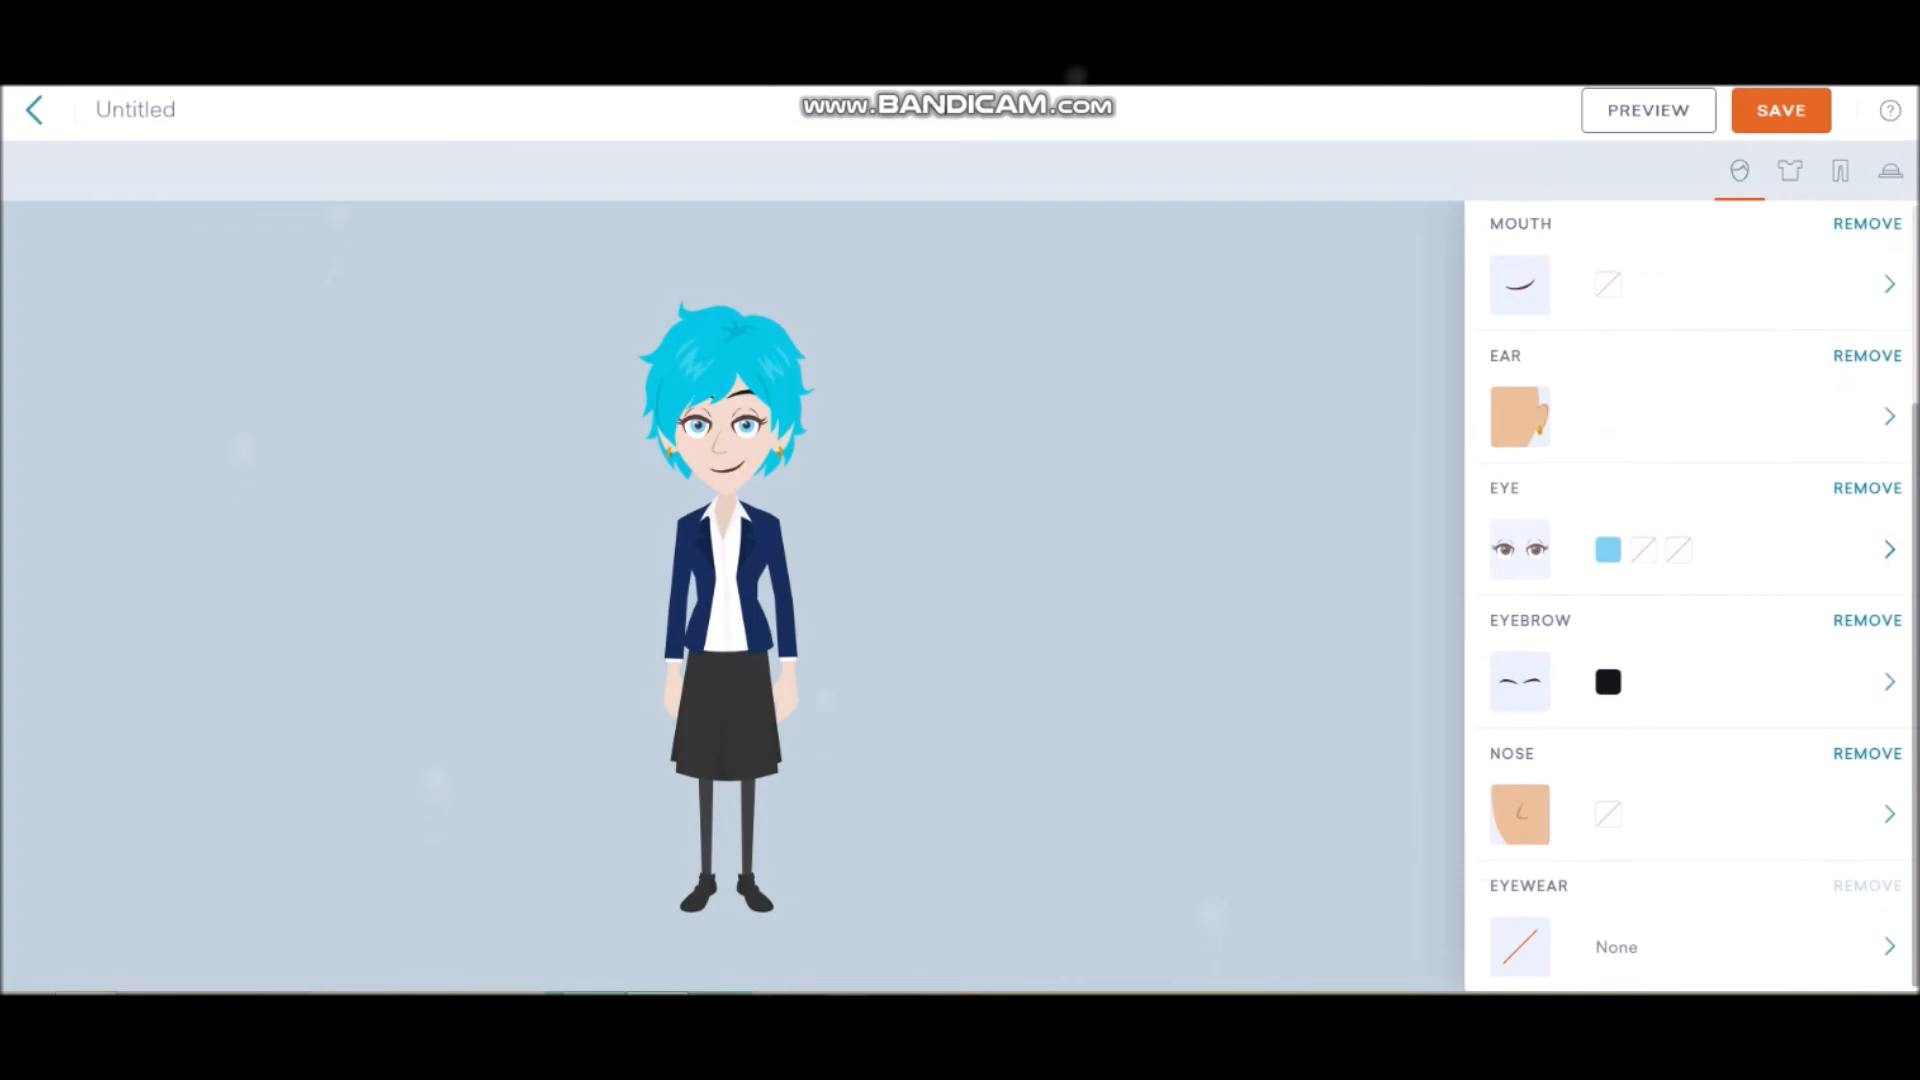 Untitled
www.BANDICAM.com
PREVIEW
SAVE
?
MOUTH
REMOVE
EAR
REMOVE
EYE
REMOVE
EYEBROW
REMOVE
NOSE
REMOVE
EYEWEAR
REMOVE
None